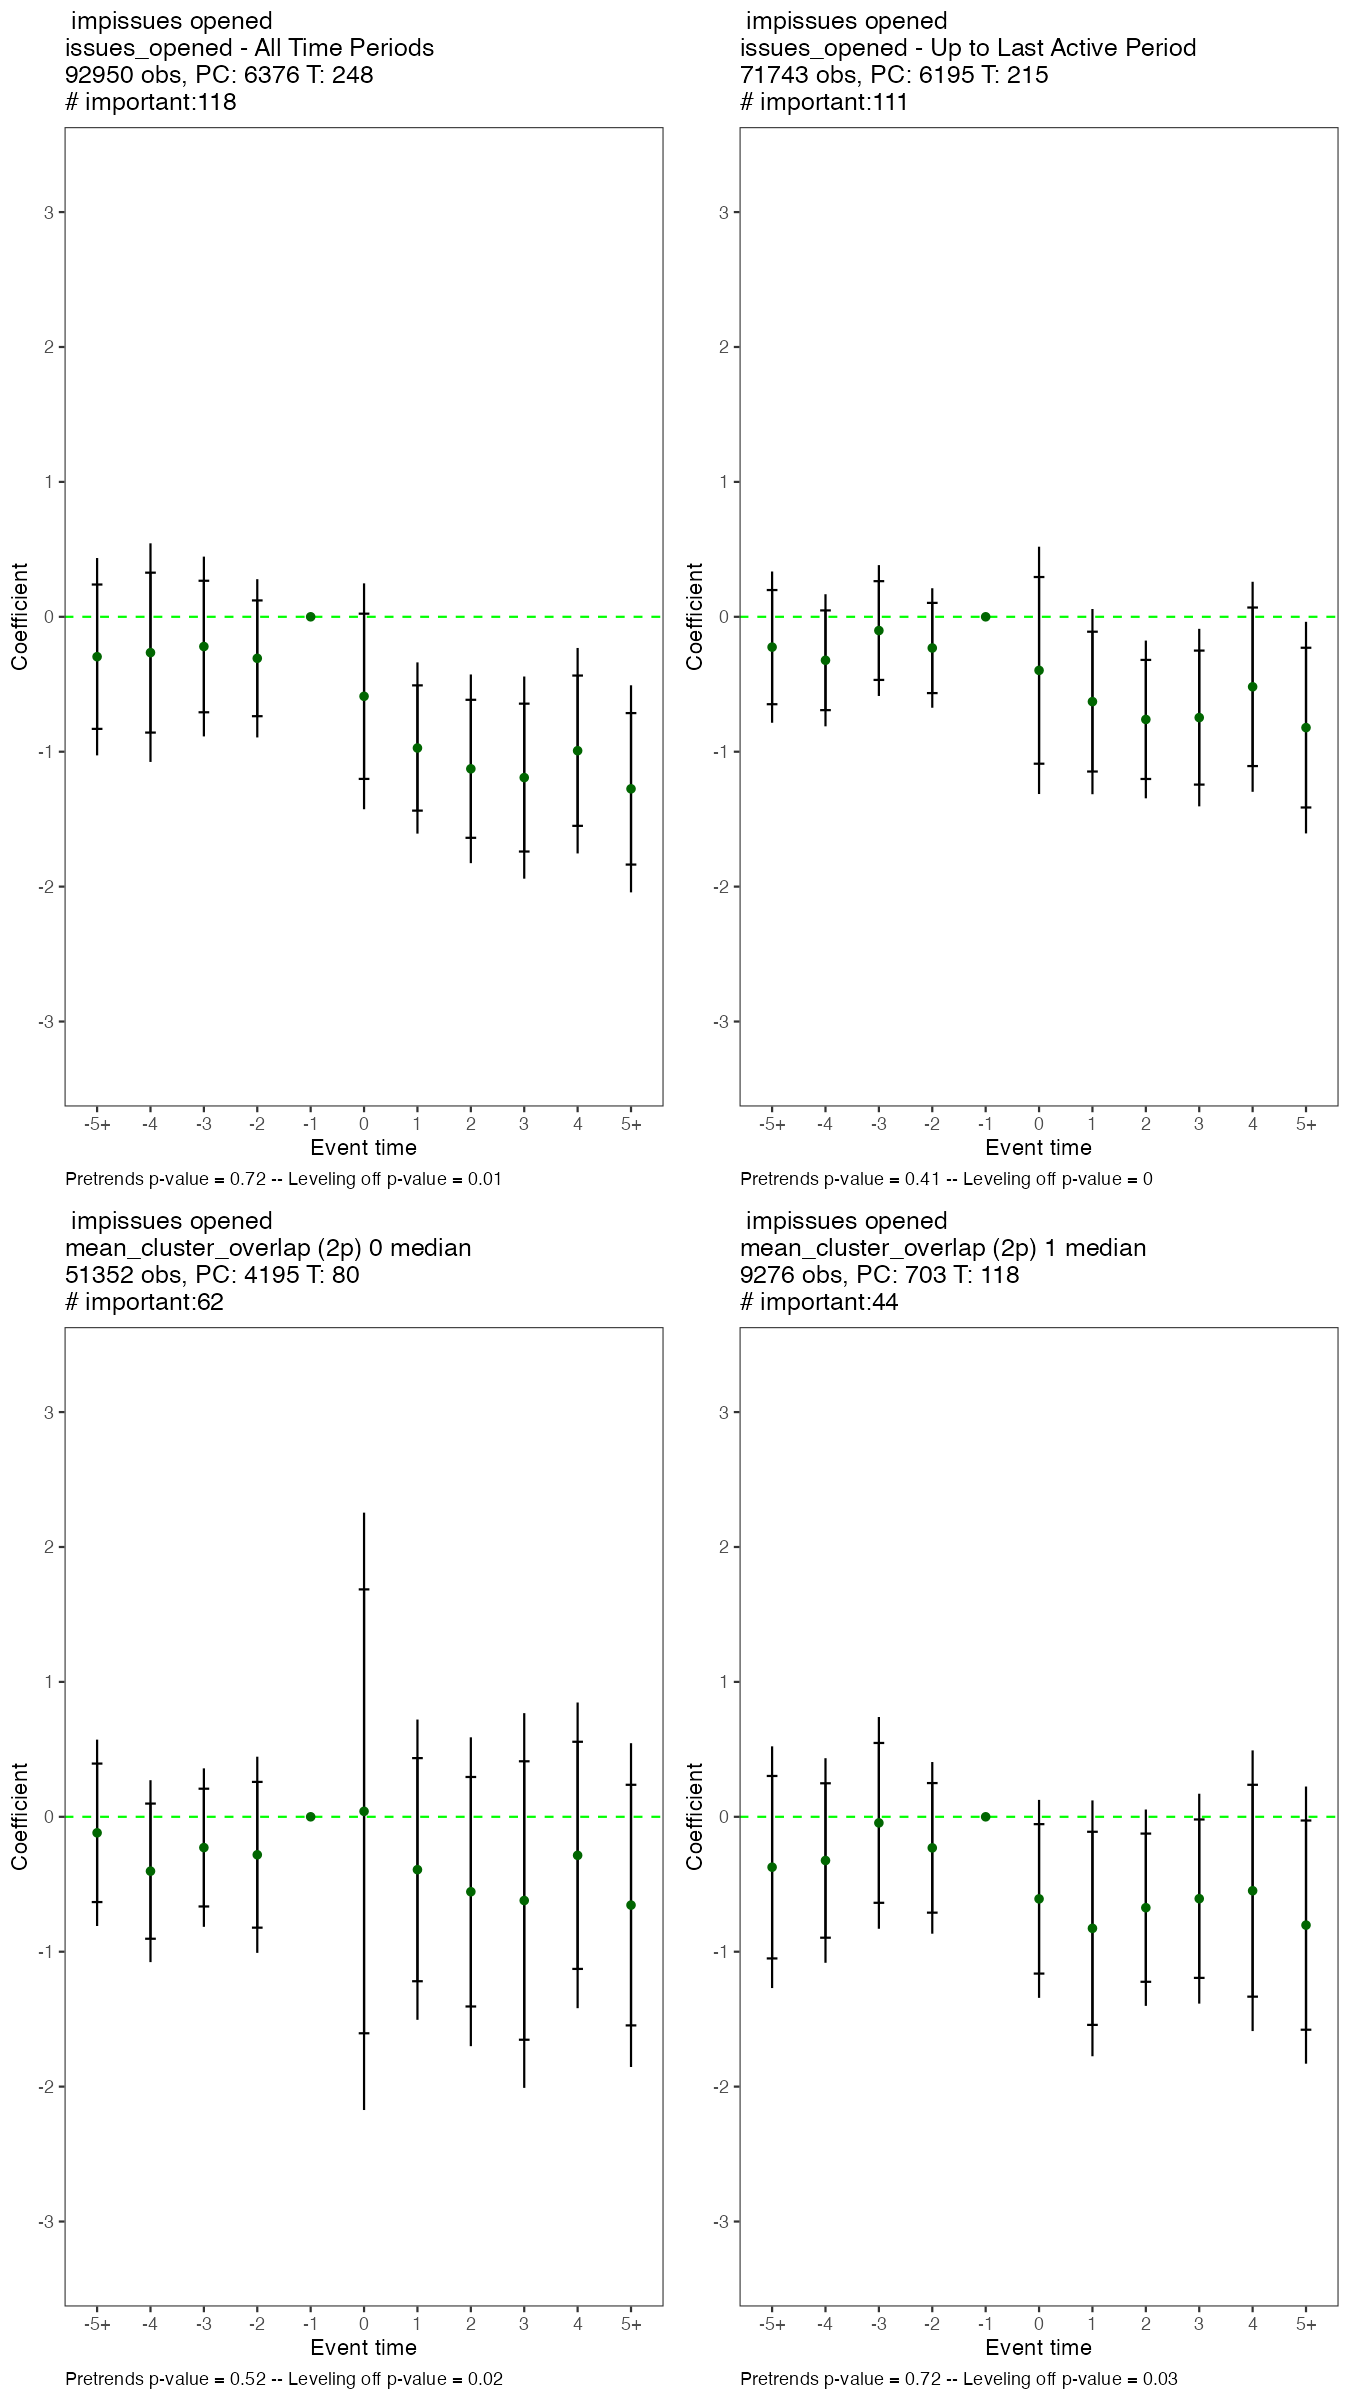 impissues opened
issues_opened - All Time Periods
92950 obs, PC: 6376 T: 248
# important:118
3
2
1
0
-1
-2
-3
Coefficient
-5+ -4 -3 -2 -1 0 1 2 3 4 5+
Event time
Pretrends p-value = 0.72 -- Leveling off p-value = 0.01
impissues opened
issues_opened - Up to Last Active Period
71743 obs, PC: 6195 T: 215
# important:111
3
2
1
0
-1
-2
-3
Coefficient
-5+ -4 -3 -2 -1 0 1 2 3 4 5+
Event time
Pretrends p-value = 0.41 -- Leveling off p-value = 0
impissues opened
mean_cluster_overlap (2p) 0 median
51352 obs, PC: 4195 T: 80
# important:62
3
2
1
0
-1
-2
-3
Coefficient
-5+ -4 -3 -2 -1 0 1 2 3 4 5+
Event time
Pretrends p-value = 0.52 -- Leveling off p-value = 0.02
impissues opened
mean_cluster_overlap (2p) 1 median
9276 obs, PC: 703 T: 118
# important:44
3
2
1
0
-1
-2
-3
Coefficient
-5+ -4 -3 -2 -1 0 1 2 3 4 5+
Event time
Pretrends p-value = 0.72 -- Leveling off p-value = 0.03